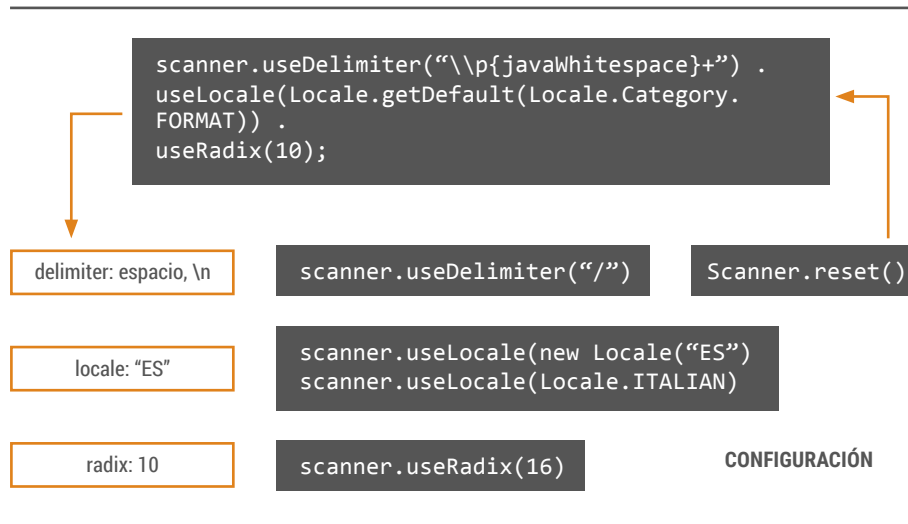 scanner.useDelimiter(“\\p{javaWhitespace}+”) .
useLocale(Locale.getDefault(Locale.Category.
FORMAT)) .
useRadix(10);
delimiter: espacio, \n
scanner.useDelimiter(“/”)
Scanner.reset()
locale: “ES”
scanner.useLocale(new Locale(“ES”)
scanner.useLocale(Locale.ITALIAN)
radix: 10
scanner.useRadix(16)
CONFIGURACIÓN